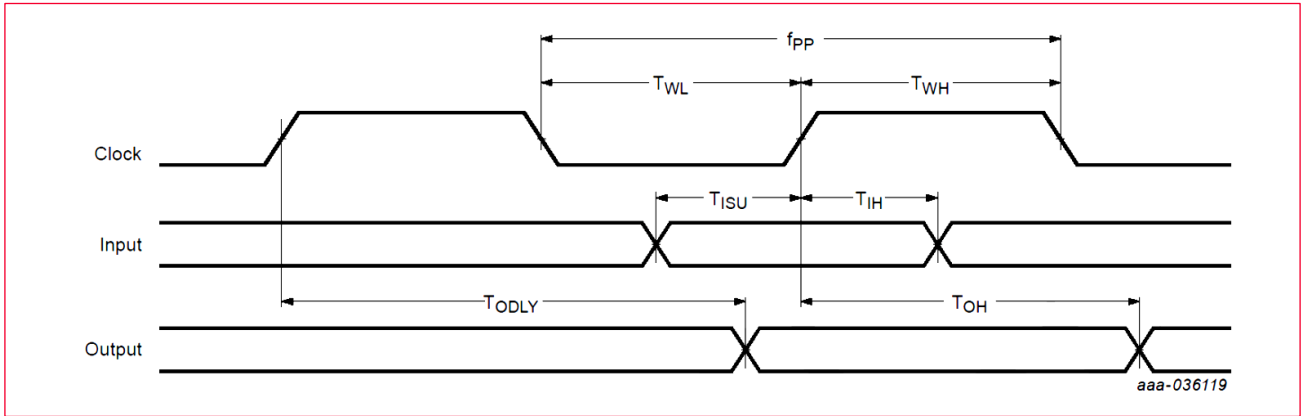 fPP
TWL
TWH
Clock
TISU
TIH
Input
TODLY
TOH
Output
aaa-036119